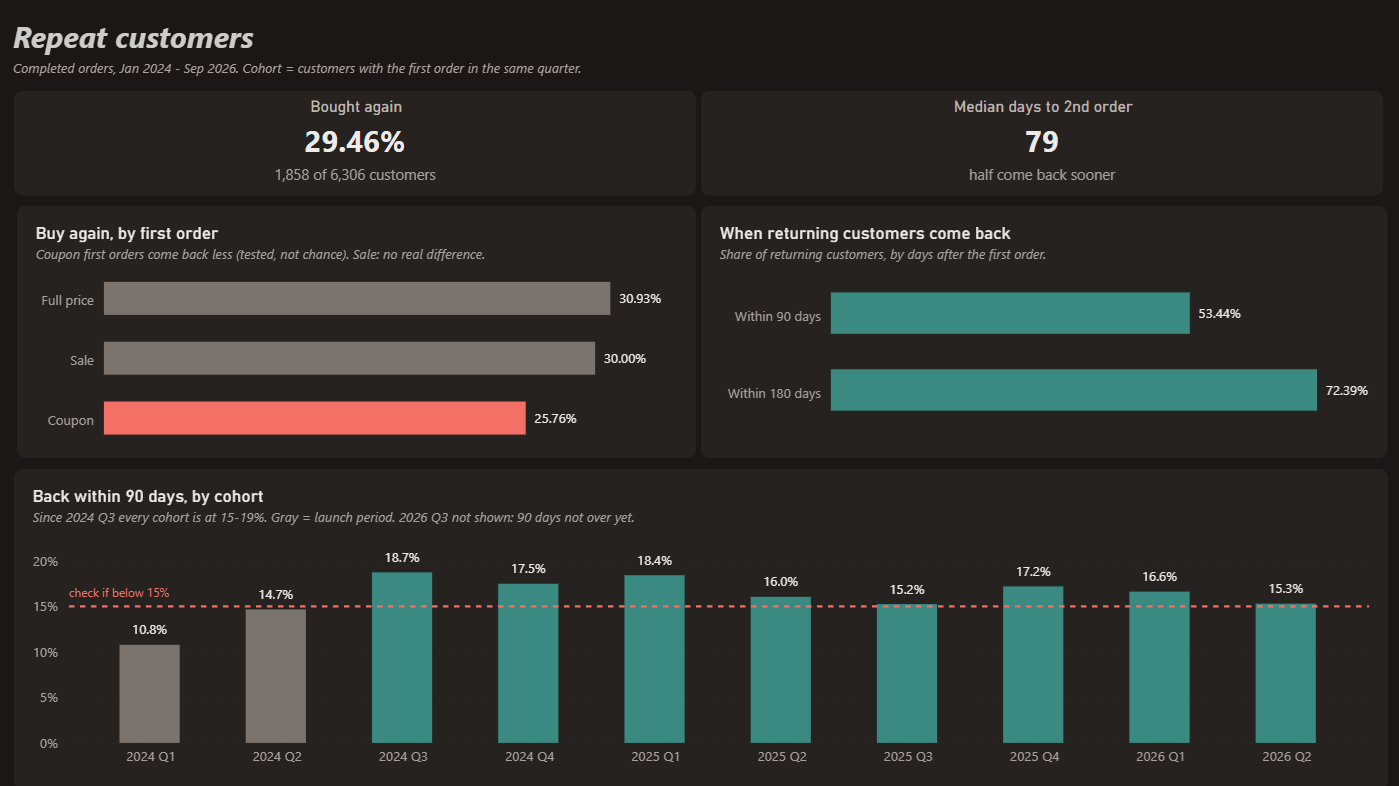 Repeat customers
Completed orders, Jan 2024 - Sep 2026. Cohort = customers with the first order in the same quarter.
Bought again
29.46%
1,858 of 6,306 customers
Median days to 2nd order
79
half come back sooner
Buy again, by first order
Coupon first orders come back less (tested, not chance). Sale: no real difference.
Full price 30.93%
Sale 30.00%
Coupon 25.76%
When returning customers come back
Share of returning customers, by days after the first order.
Within 90 days 53.44%
Within 180 days 72.39%
Back within 90 days, by cohort
Since 2024 Q3 every cohort is at 15-19%. Gray = launch period. 2026 Q3 not shown: 90 days not over yet.
20%
15%
10%
5%
0%
check if below 15%
10.8% 14.7% 18.7% 17.5% 18.4% 16.0% 15.2% 17.2% 16.6% 15.3%
2024 Q1 2024 Q2 2024 Q3 2024 Q4 2025 Q1 2025 Q2 2025 Q3 2025 Q4 2026 Q1 2026 Q2